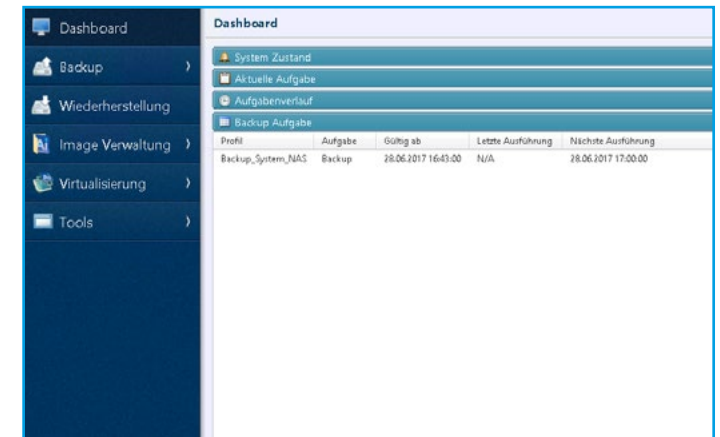 Dashboard
Backup
Wiederherstellung
Image Verwaltung
Virtualisierung
Tools
Dashboard
System Zustand
Aktuelle Aufgabe
Aufgabenverlauf
Backup Aufgabe
Profil Aufgabe Gültig ab Letzte Ausführung Nächste Ausführung
Backup_System_NAS Backup 28.06.2017 16:43:00 N/A 28.06.2017 17:00:00